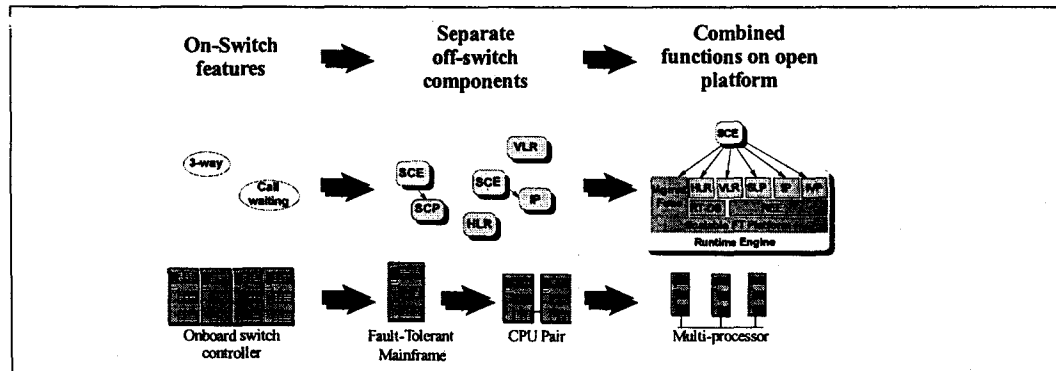 On-Switch
features
Separate
off-switch
components
Combined
functions on open
platform
3-way
Call
waiting
VLR
SCE
SCE
SCP
IP
HLR
SCE
HLR
VLR
SLP
IP
IVP
Runtime Engine
Onboard switch
controller
Fault-Tolerant
Mainframe
CPU Pair
Multi-processor